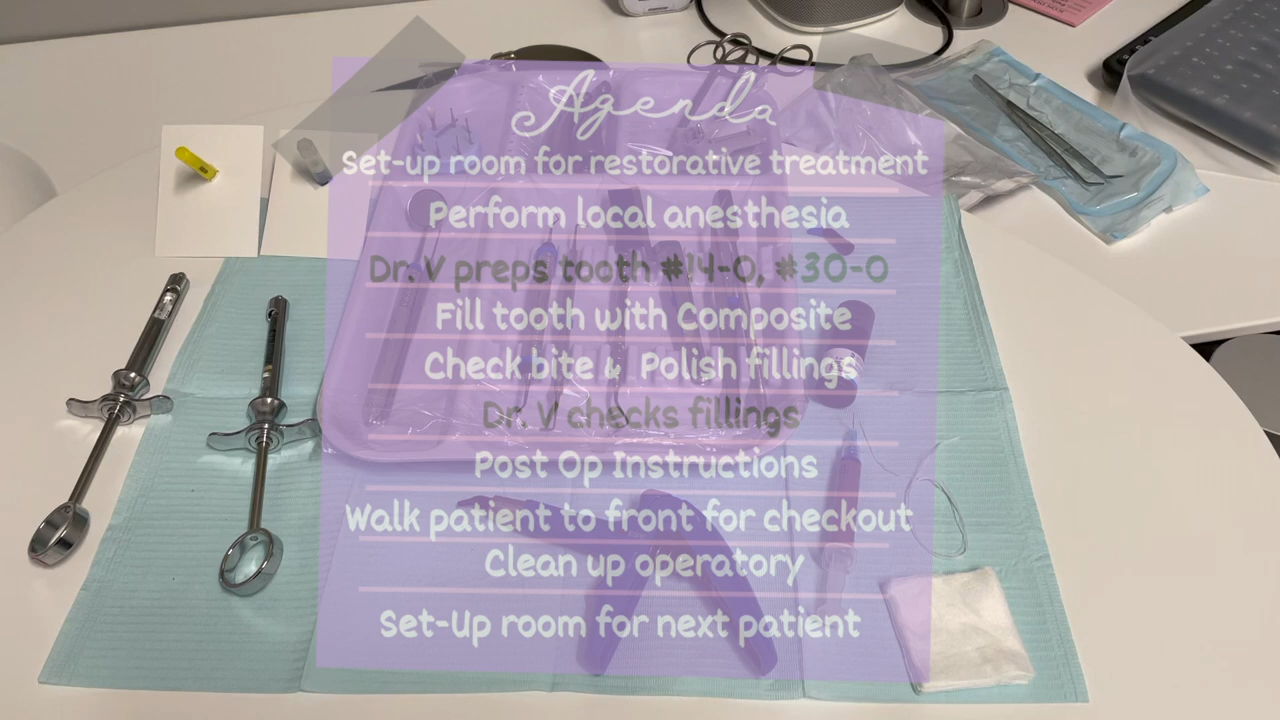 Agenda
Set-up room for restorative treatment
Perform local anesthesia
Dr. V preps tooth #14-O, #30-O
Fill tooth with Composite
Check bite & Polish fillings
Dr. V checks fillings
Post Op Instructions
Walk patient to front for checkout
Clean up operatory
Set-Up room for next patient